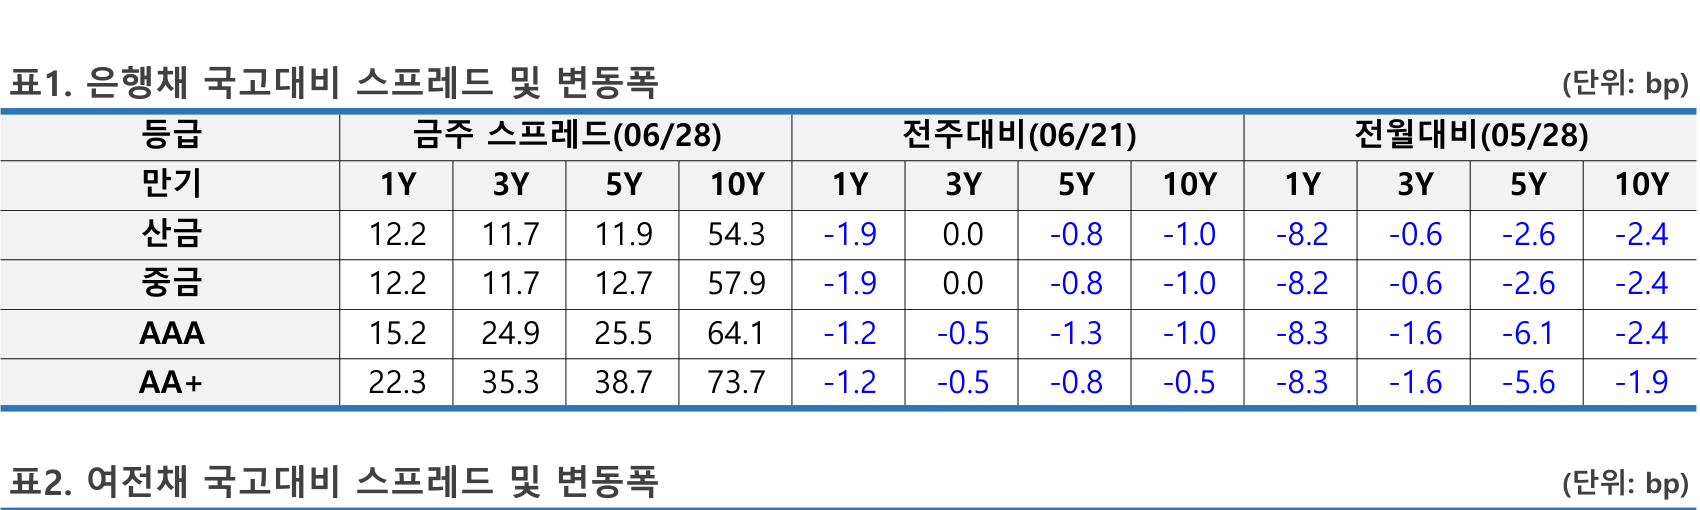 표1. 은행채 국고대비 스프레드 및 변동폭 (단위: bp)
등급 금주 스프레드(06/28) 전주대비(06/21) 전월대비(05/28)
만기 1Y 3Y 5Y 10Y 1Y 3Y 5Y 10Y 1Y 3Y 5Y 10Y
산금 12.2 11.7 11.9 54.3 -1.9 0.0 -0.8 -1.0 -8.2 -0.6 -2.6 -2.4
중금 12.2 11.7 12.7 57.9 -1.9 0.0 -0.8 -1.0 -8.2 -0.6 -2.6 -2.4
AAA 15.2 24.9 25.5 64.1 -1.2 -0.5 -1.3 -1.0 -8.3 -1.6 -6.1 -2.4
AA+ 22.3 35.3 38.7 73.7 -1.2 -0.5 -0.8 -0.5 -8.3 -1.6 -5.6 -1.9
표2. 여전채 국고대비 스프레드 및 변동폭 (단위: bp)